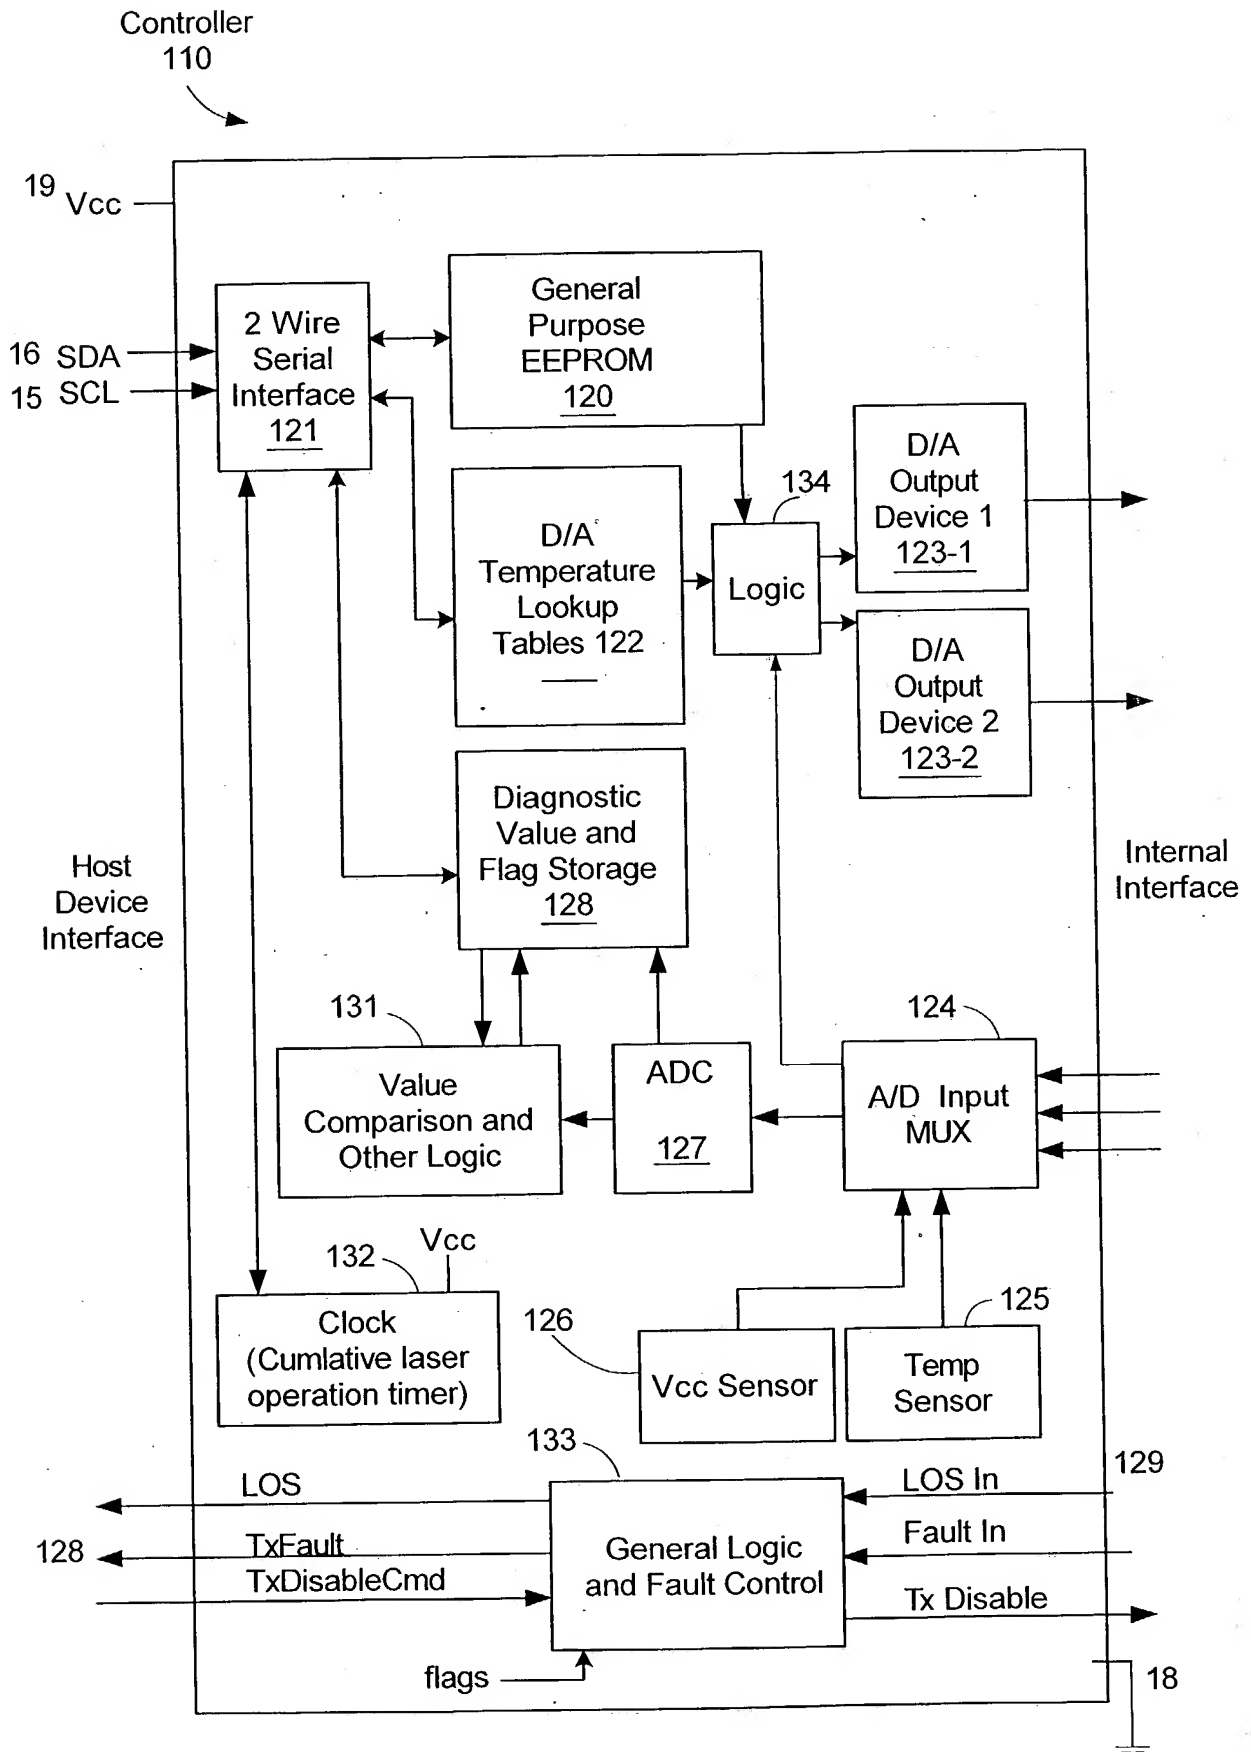 Controller
110
19
Vcc
General
Purpose
EEPROM
120
2 Wire
Serial
Interface
121
16 SDA
15 SCL
D/A
Output
Device 1
123-1
134
D/A
Temperature
Lookup
Tables 122
Logic
D/A
Output
Device 2
123-2
Diagnostic
Value and
Flag Storage
128
Host
Device
Interface
Internal
Interface
131
124
Value
Comparison and
Other Logic
ADC
127
A/D Input
MUX
132
Vcc
Clock
(Cumlative laser
operation timer)
126
Vcc Sensor
125
Temp
Sensor
133
129
LOS
LOS In
128
TxFault
Fault In
TxDisableCmd
General Logic
and Fault Control
Tx Disable
flags
18